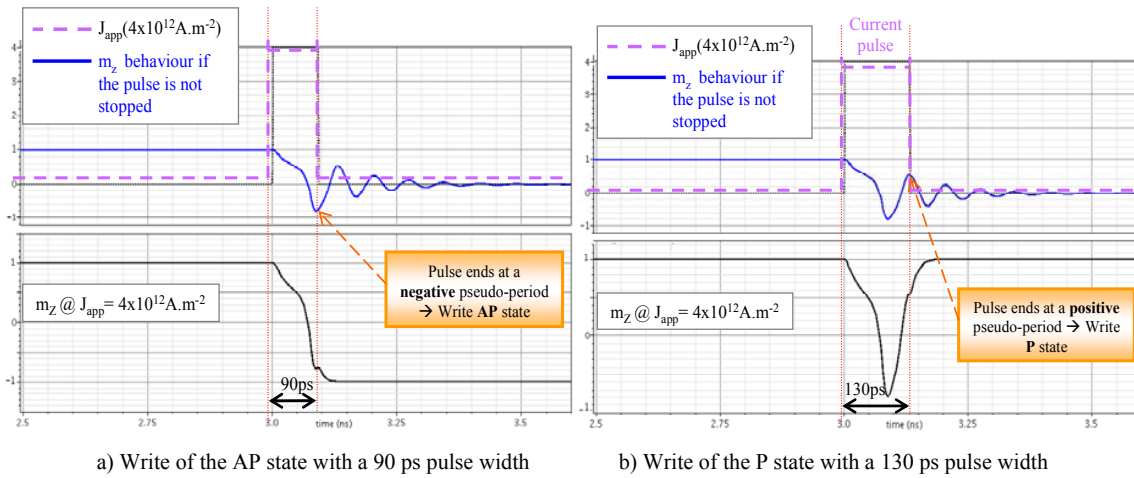 J_app(4x10^12A.m^-2)
m_z behaviour if
the pulse is not
stopped
4
3
2
1
0
-1
1
0
-1
m_Z @ J_app= 4x10^12A.m^-2
Pulse ends at a
negative pseudo-period
→ Write AP state
90ps
2.5
2.75
3.0
3.25
3.5
time (ns)
a) Write of the AP state with a 90 ps pulse width
Current
pulse
J_app(4x10^12A.m^-2)
m_z behaviour if
the pulse is not
stopped
4
3
2
1
0
-1
1
0
-1
m_Z @ J_app= 4x10^12A.m^-2
Pulse ends at a positive
pseudo-period → Write
P state
130ps
2.5
2.75
3.0
3.25
3.5
time (ns)
b) Write of the P state with a 130 ps pulse width